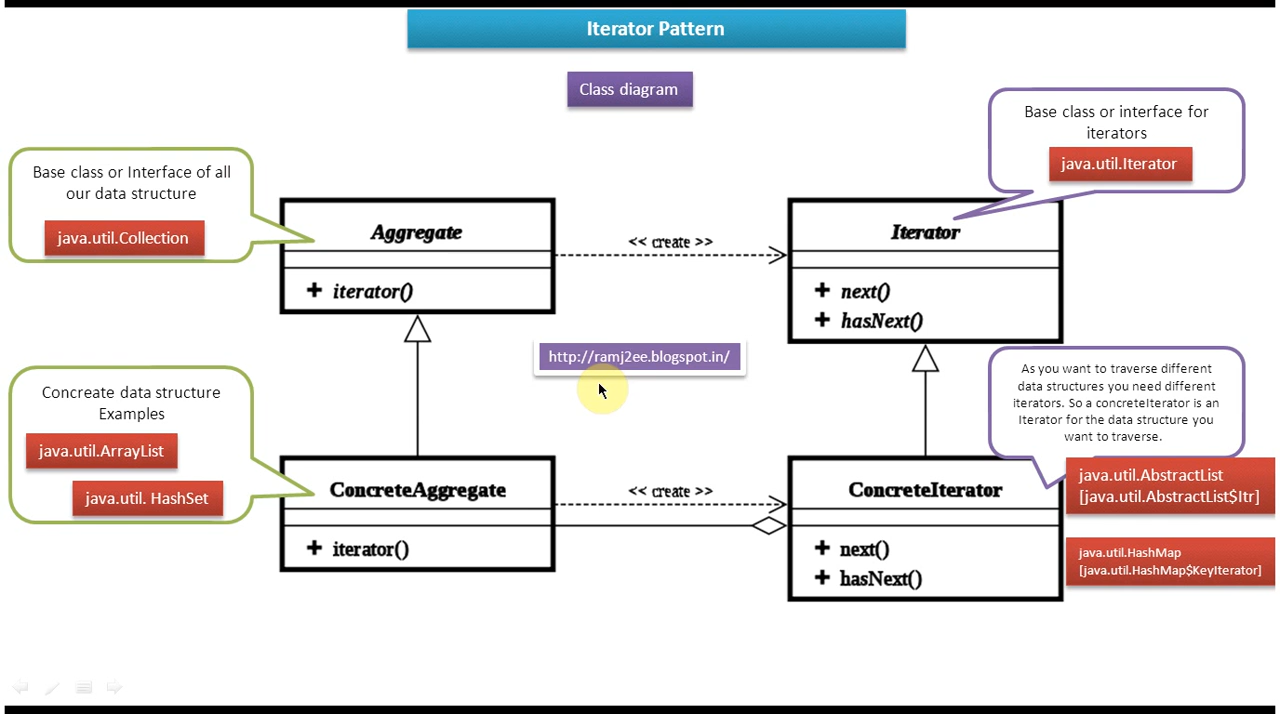 Iterator Pattern
Class diagram
Base class or Interface of all
our data structure
java.util.Collection
Base class or interface for
iterators
java.util.Iterator
Aggregate
+ iterator()
<< create >>
Iterator
+ next()
+ hasNext()
http://ramj2ee.blogspot.in/
Concreate data structure
Examples
java.util.ArrayList
java.util. HashSet
As you want to traverse different
data structures you need different
iterators. So a concreteIterator is an
Iterator for the data structure you
want to traverse.
java.util.AbstractList
[java.util.AbstractList$Itr]
java.util.HashMap
[java.util.HashMap$KeyIterator]
ConcreteAggregate
+ iterator()
<< create >>
ConcreteIterator
+ next()
+ hasNext()